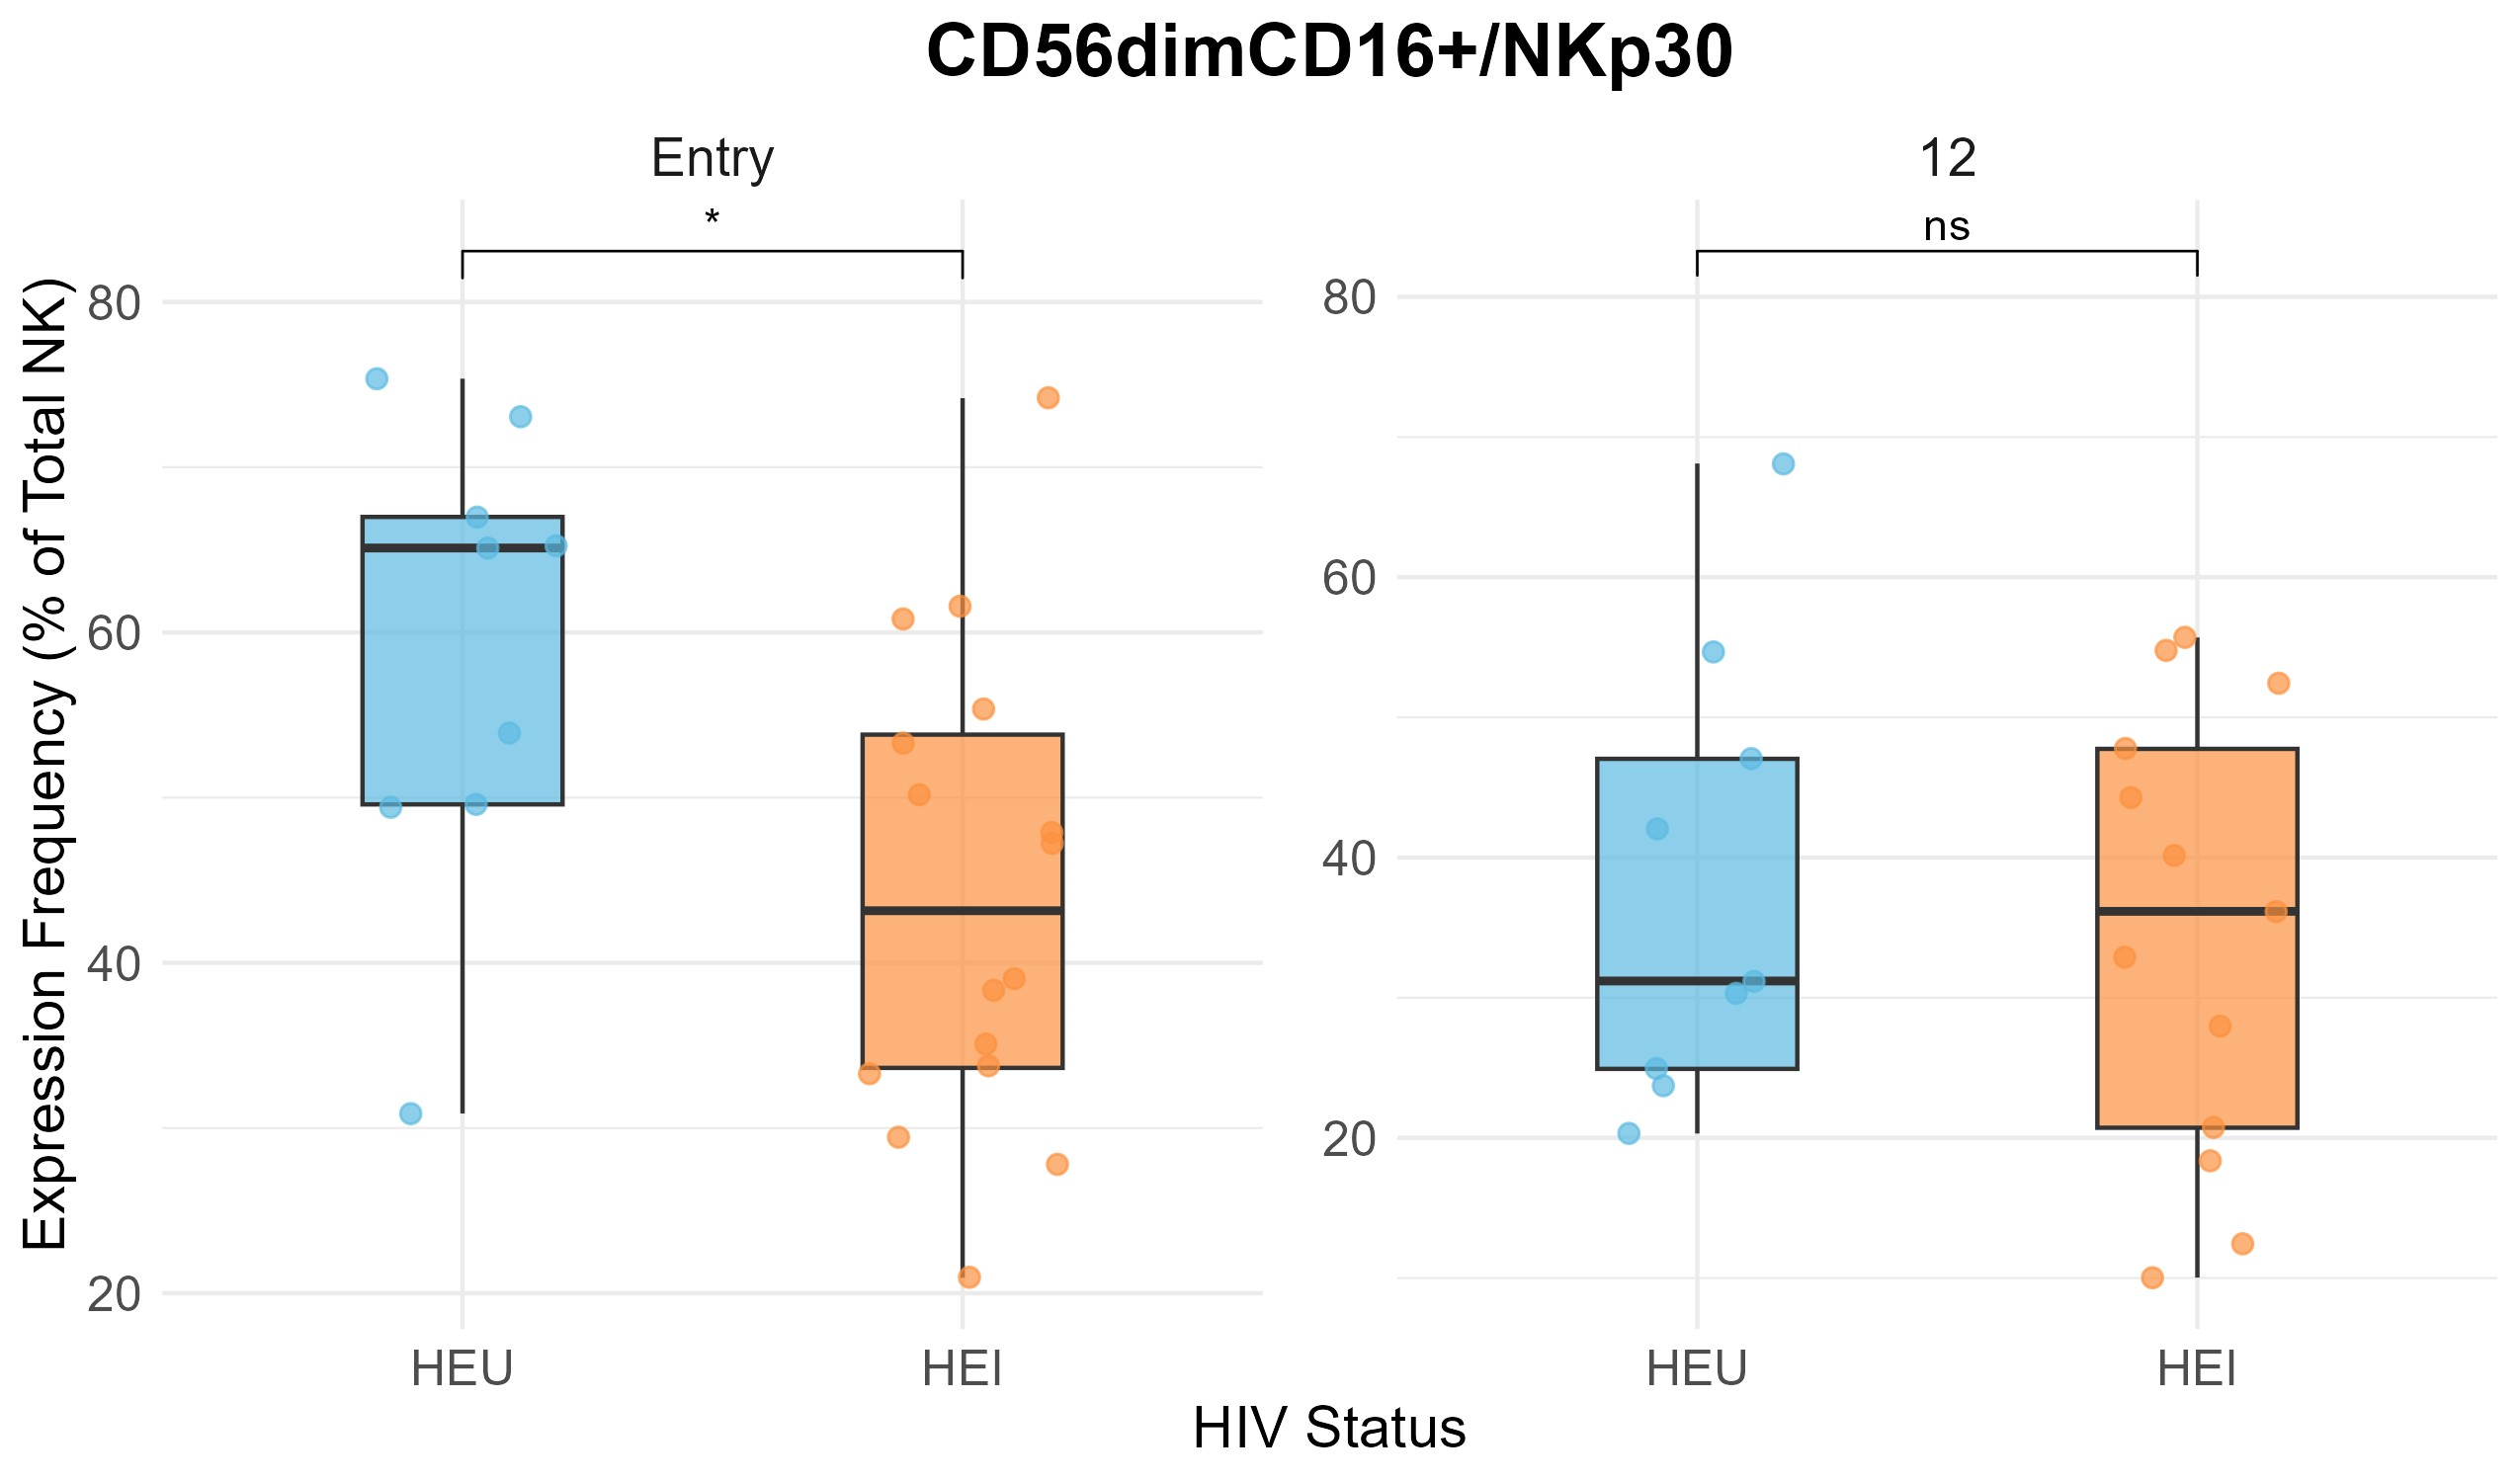 CD56dimCD16+/NKp30
Entry
12
*
ns
Expression Frequency (% of Total NK)
80
60
40
20
80
60
40
20
HEU
HEI
HEU
HEI
HIV Status